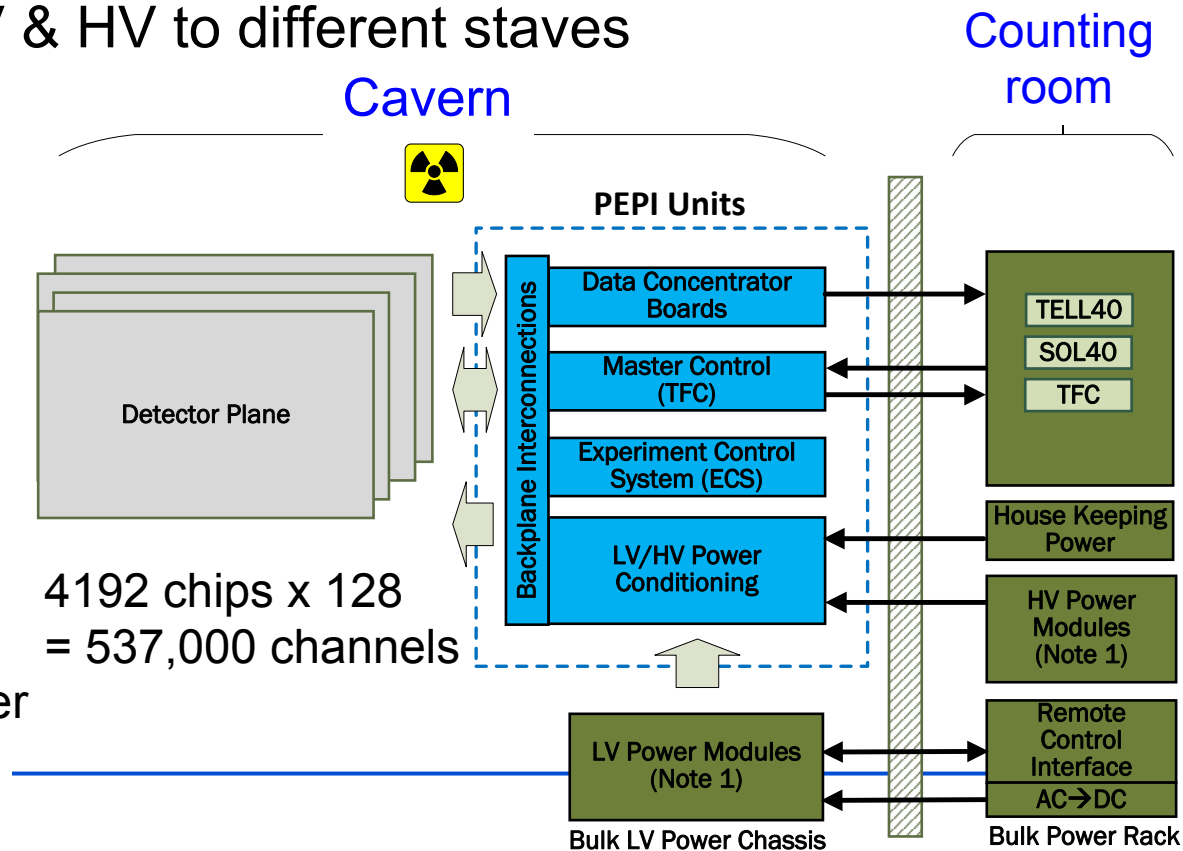 & HV to different staves
Counting
room
Cavern
PEPI Units
Detector Plane
Backplane Interconnections
Data Concentrator
Boards
Master Control
(TFC)
Experiment Control
System (ECS)
LV/HV Power
Conditioning
TELL40
SOL40
TFC
House Keeping
Power
HV Power
Modules
(Note 1)
4192 chips x 128
= 537,000 channels
er
LV Power Modules
(Note 1)
Bulk LV Power Chassis
Remote
Control
Interface
AC→DC
Bulk Power Rack